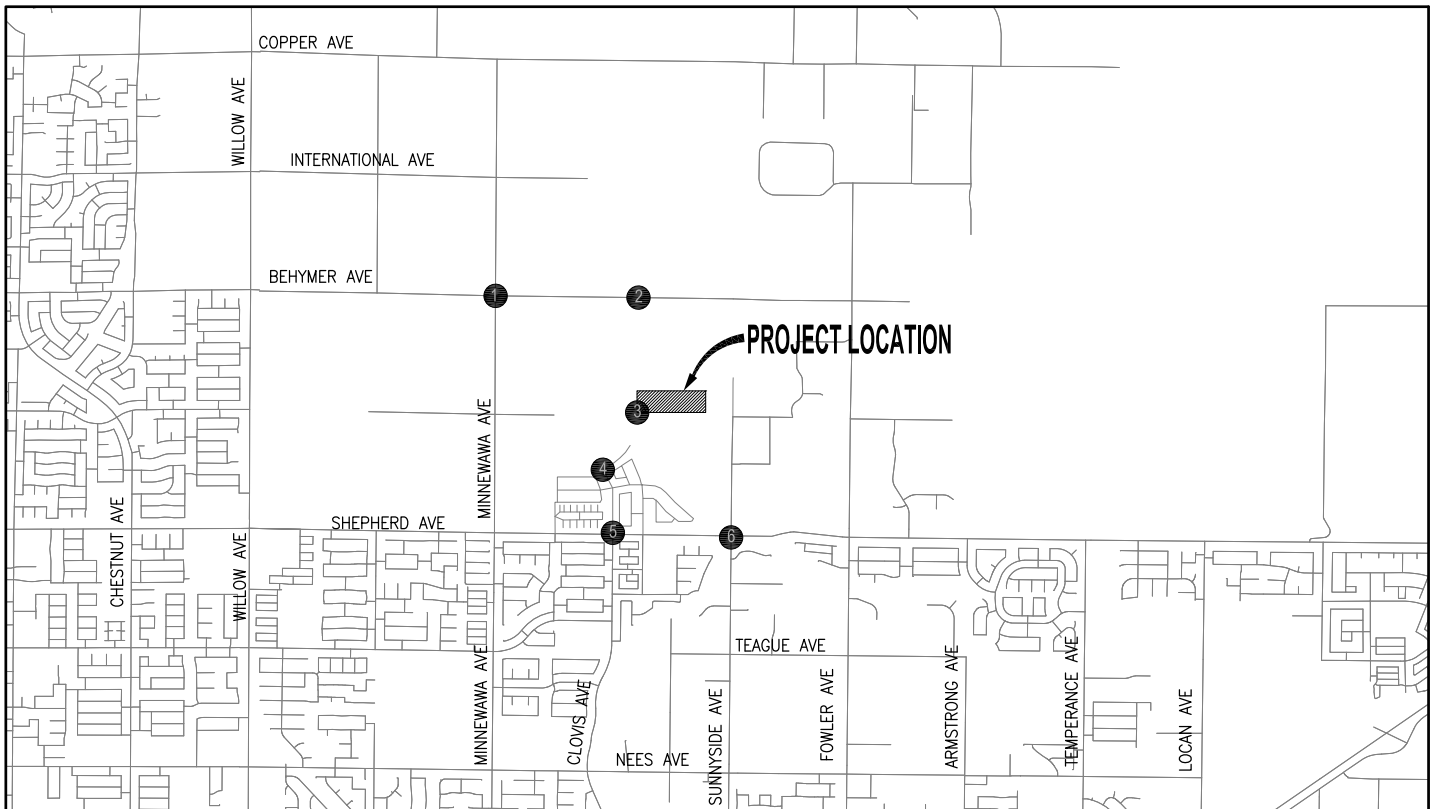 COPPER AVE
WILLOW AVE
INTERNATIONAL AVE
BEHYMER AVE
1
2
PROJECT LOCATION
3
MINNEWAWA AVE
4
SHEPHERD AVE
5
6
CHESTNUT AVE
WILLOW AVE
TEAGUE AVE
MINNEWAWA AVE
CLOVIS AVE
SUNNYSIDE AVE
FOWLER AVE
ARMSTRONG AVE
TEMPERANCE AVE
LOCAN AVE
NEES AVE